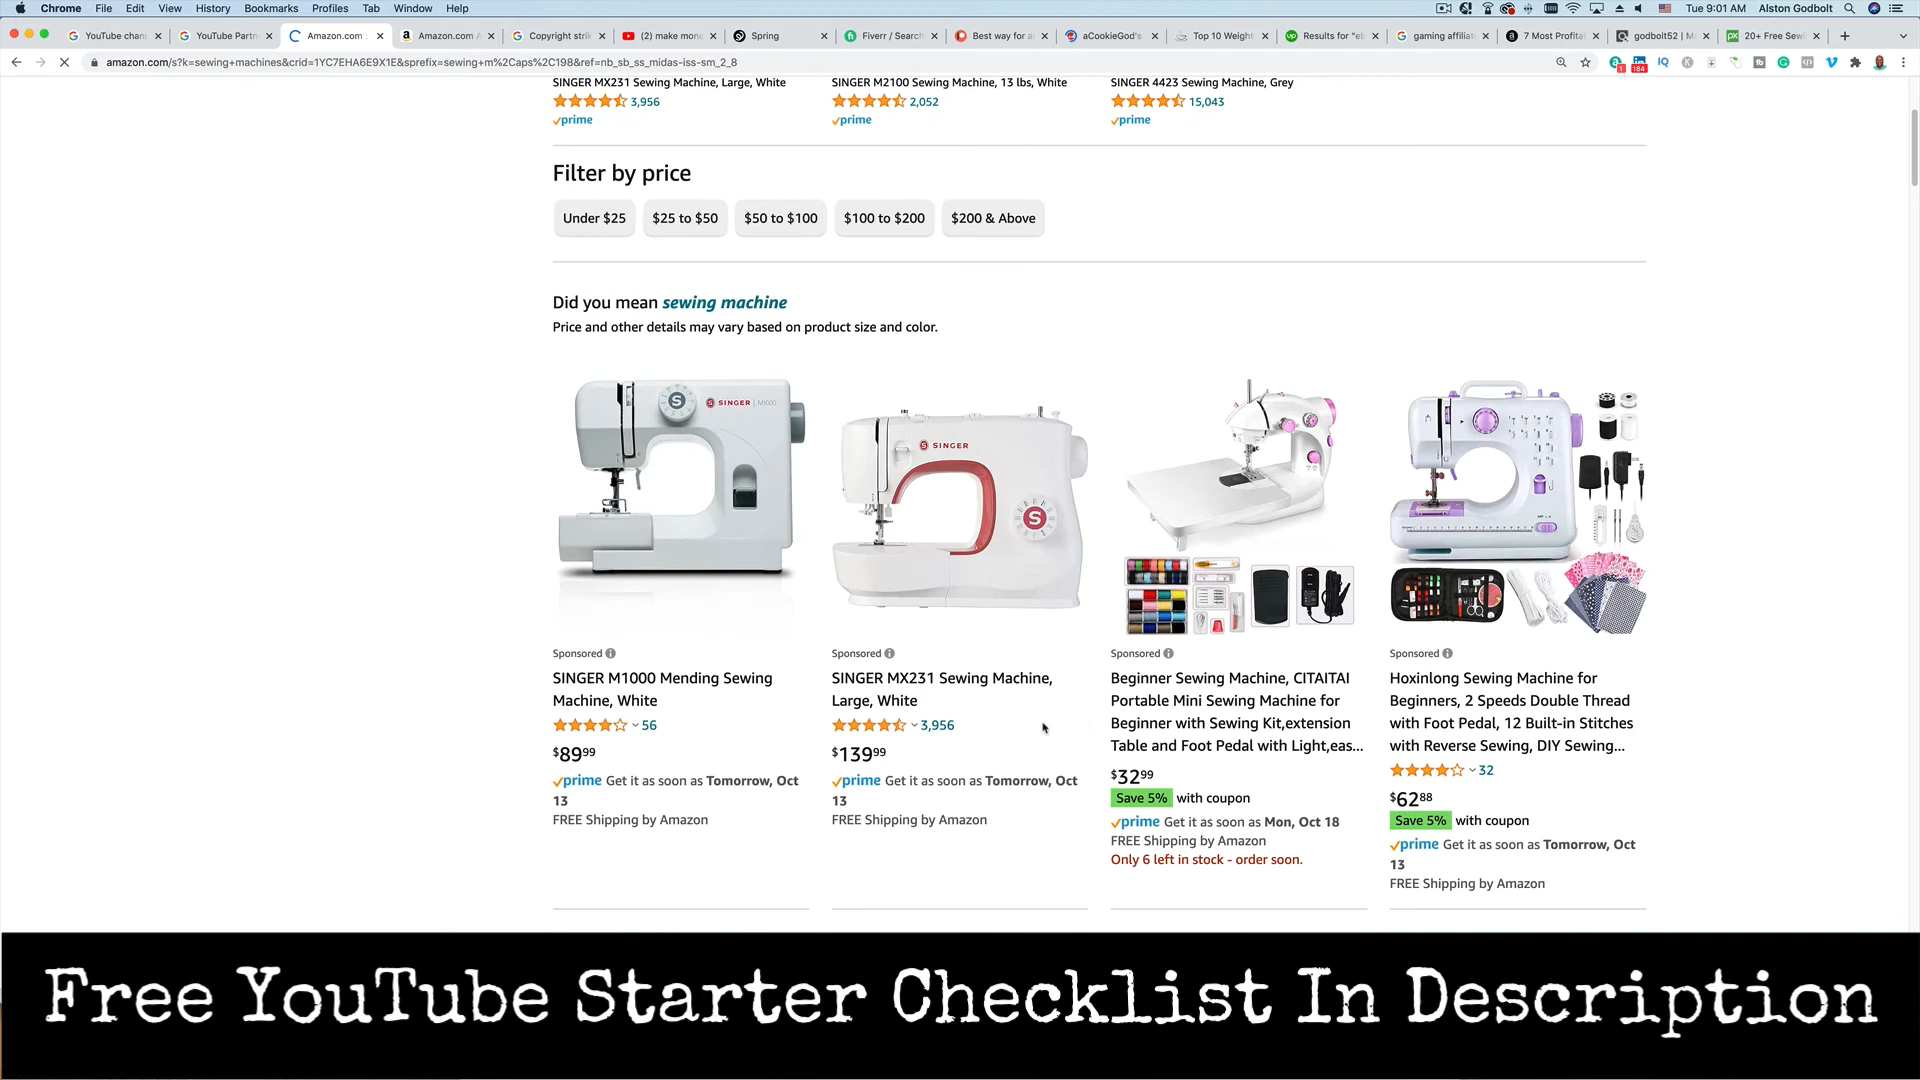 Chrome File Edit View History Bookmarks Profiles Tab Window Help Tue 9:01 AM Alston Godbolt
YouTube chan Youtube Partn Amazon.com : Amazon.com A Copyright strik (2) make mone Spring Fiverr / Search Best way for a aCookieGod's Top 10 Weight Results for "el gaming affiliat 7 Most Profita godbolt52 | Ma 20+ Free Sewi
amazon.com/s?k=sewing+machines&crid=1YC7EHA6E9X1E&sprefix=sewing+m%2Caps%2C198&ref=nb_sb_ss_midas-iss-sm_2_8
SINGER MX231 Sewing Machine, Large, White
3,956
prime
SINGER M2100 Sewing Machine, 13 lbs, White
2,052
prime
SINGER 4423 Sewing Machine, Grey
15,043
prime
Filter by price
Under $25 $25 to $50 $50 to $100 $100 to $200 $200 & Above
Did you mean sewing machine
Price and other details may vary based on product size and color.
SINGER | M1000
SINGER
Sponsored
SINGER M1000 Mending Sewing
Machine, White
56
$89.99
prime Get it as soon as Tomorrow, Oct
13
FREE Shipping by Amazon
Sponsored
SINGER MX231 Sewing Machine,
Large, White
3,956
$139.99
prime Get it as soon as Tomorrow, Oct
13
FREE Shipping by Amazon
Sponsored
Beginner Sewing Machine, CITAITAI
Portable Mini Sewing Machine for
Beginner with Sewing Kit,extension
Table and Foot Pedal with Light,eas...
$32.99
Save 5% with coupon
prime Get it as soon as Mon, Oct 18
FREE Shipping by Amazon
Only 6 left in stock - order soon.
Sponsored
Hoxinlong Sewing Machine for
Beginners, 2 Speeds Double Thread
with Foot Pedal, 12 Built-in Stitches
with Reverse Sewing, DIY Sewing...
32
$62.88
Save 5% with coupon
prime Get it as soon as Tomorrow, Oct
13
FREE Shipping by Amazon
Free YouTube Starter Checklist In Description